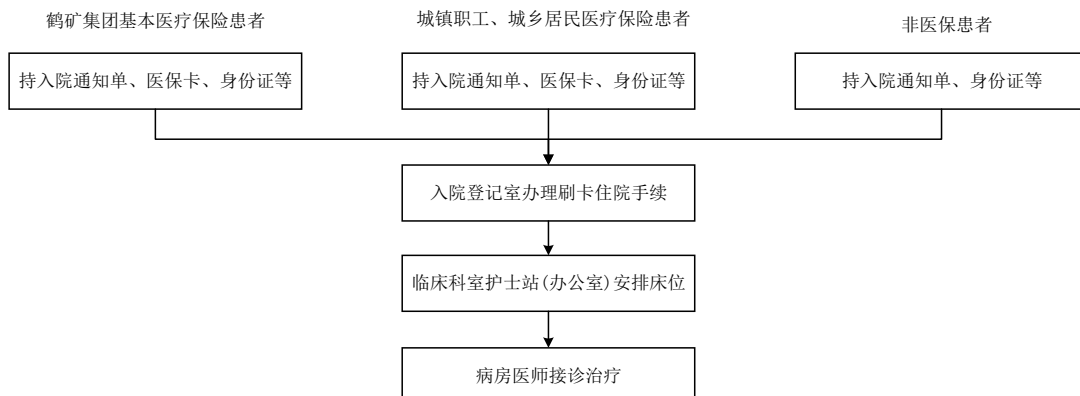 鹤矿集团基本医疗保险患者
城镇职工、城乡居民医疗保险患者
非医保患者
持入院通知单、医保卡、身份证等
持入院通知单、医保卡、身份证等
持入院通知单、身份证等
入院登记室办理刷卡住院手续
临床科室护士站(办公室)安排床位
病房医师接诊治疗